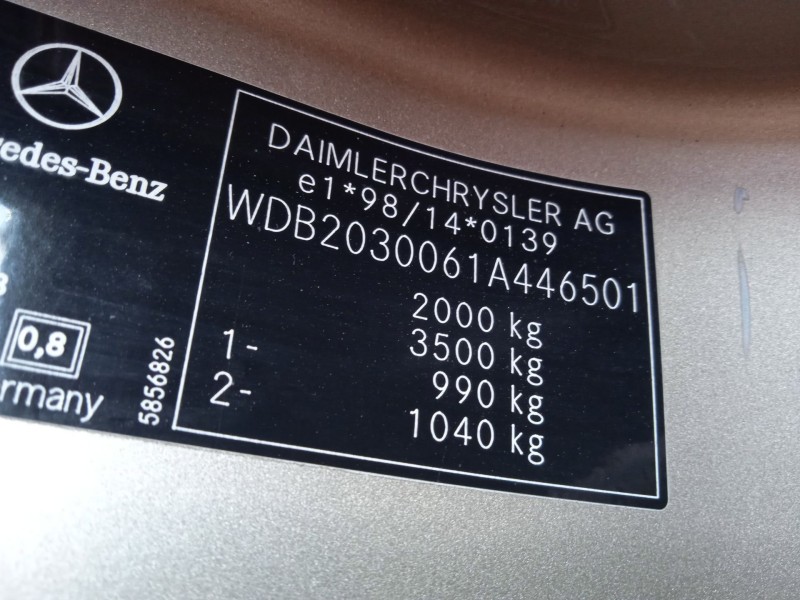 edes-Benz
0,8
rmany
5856826
DAIMLERCHRYSLER AG
e1*98/14*0139
WDB2030061A446501
2000 kg
3500 kg
1- 990 kg
2- 1040 kg